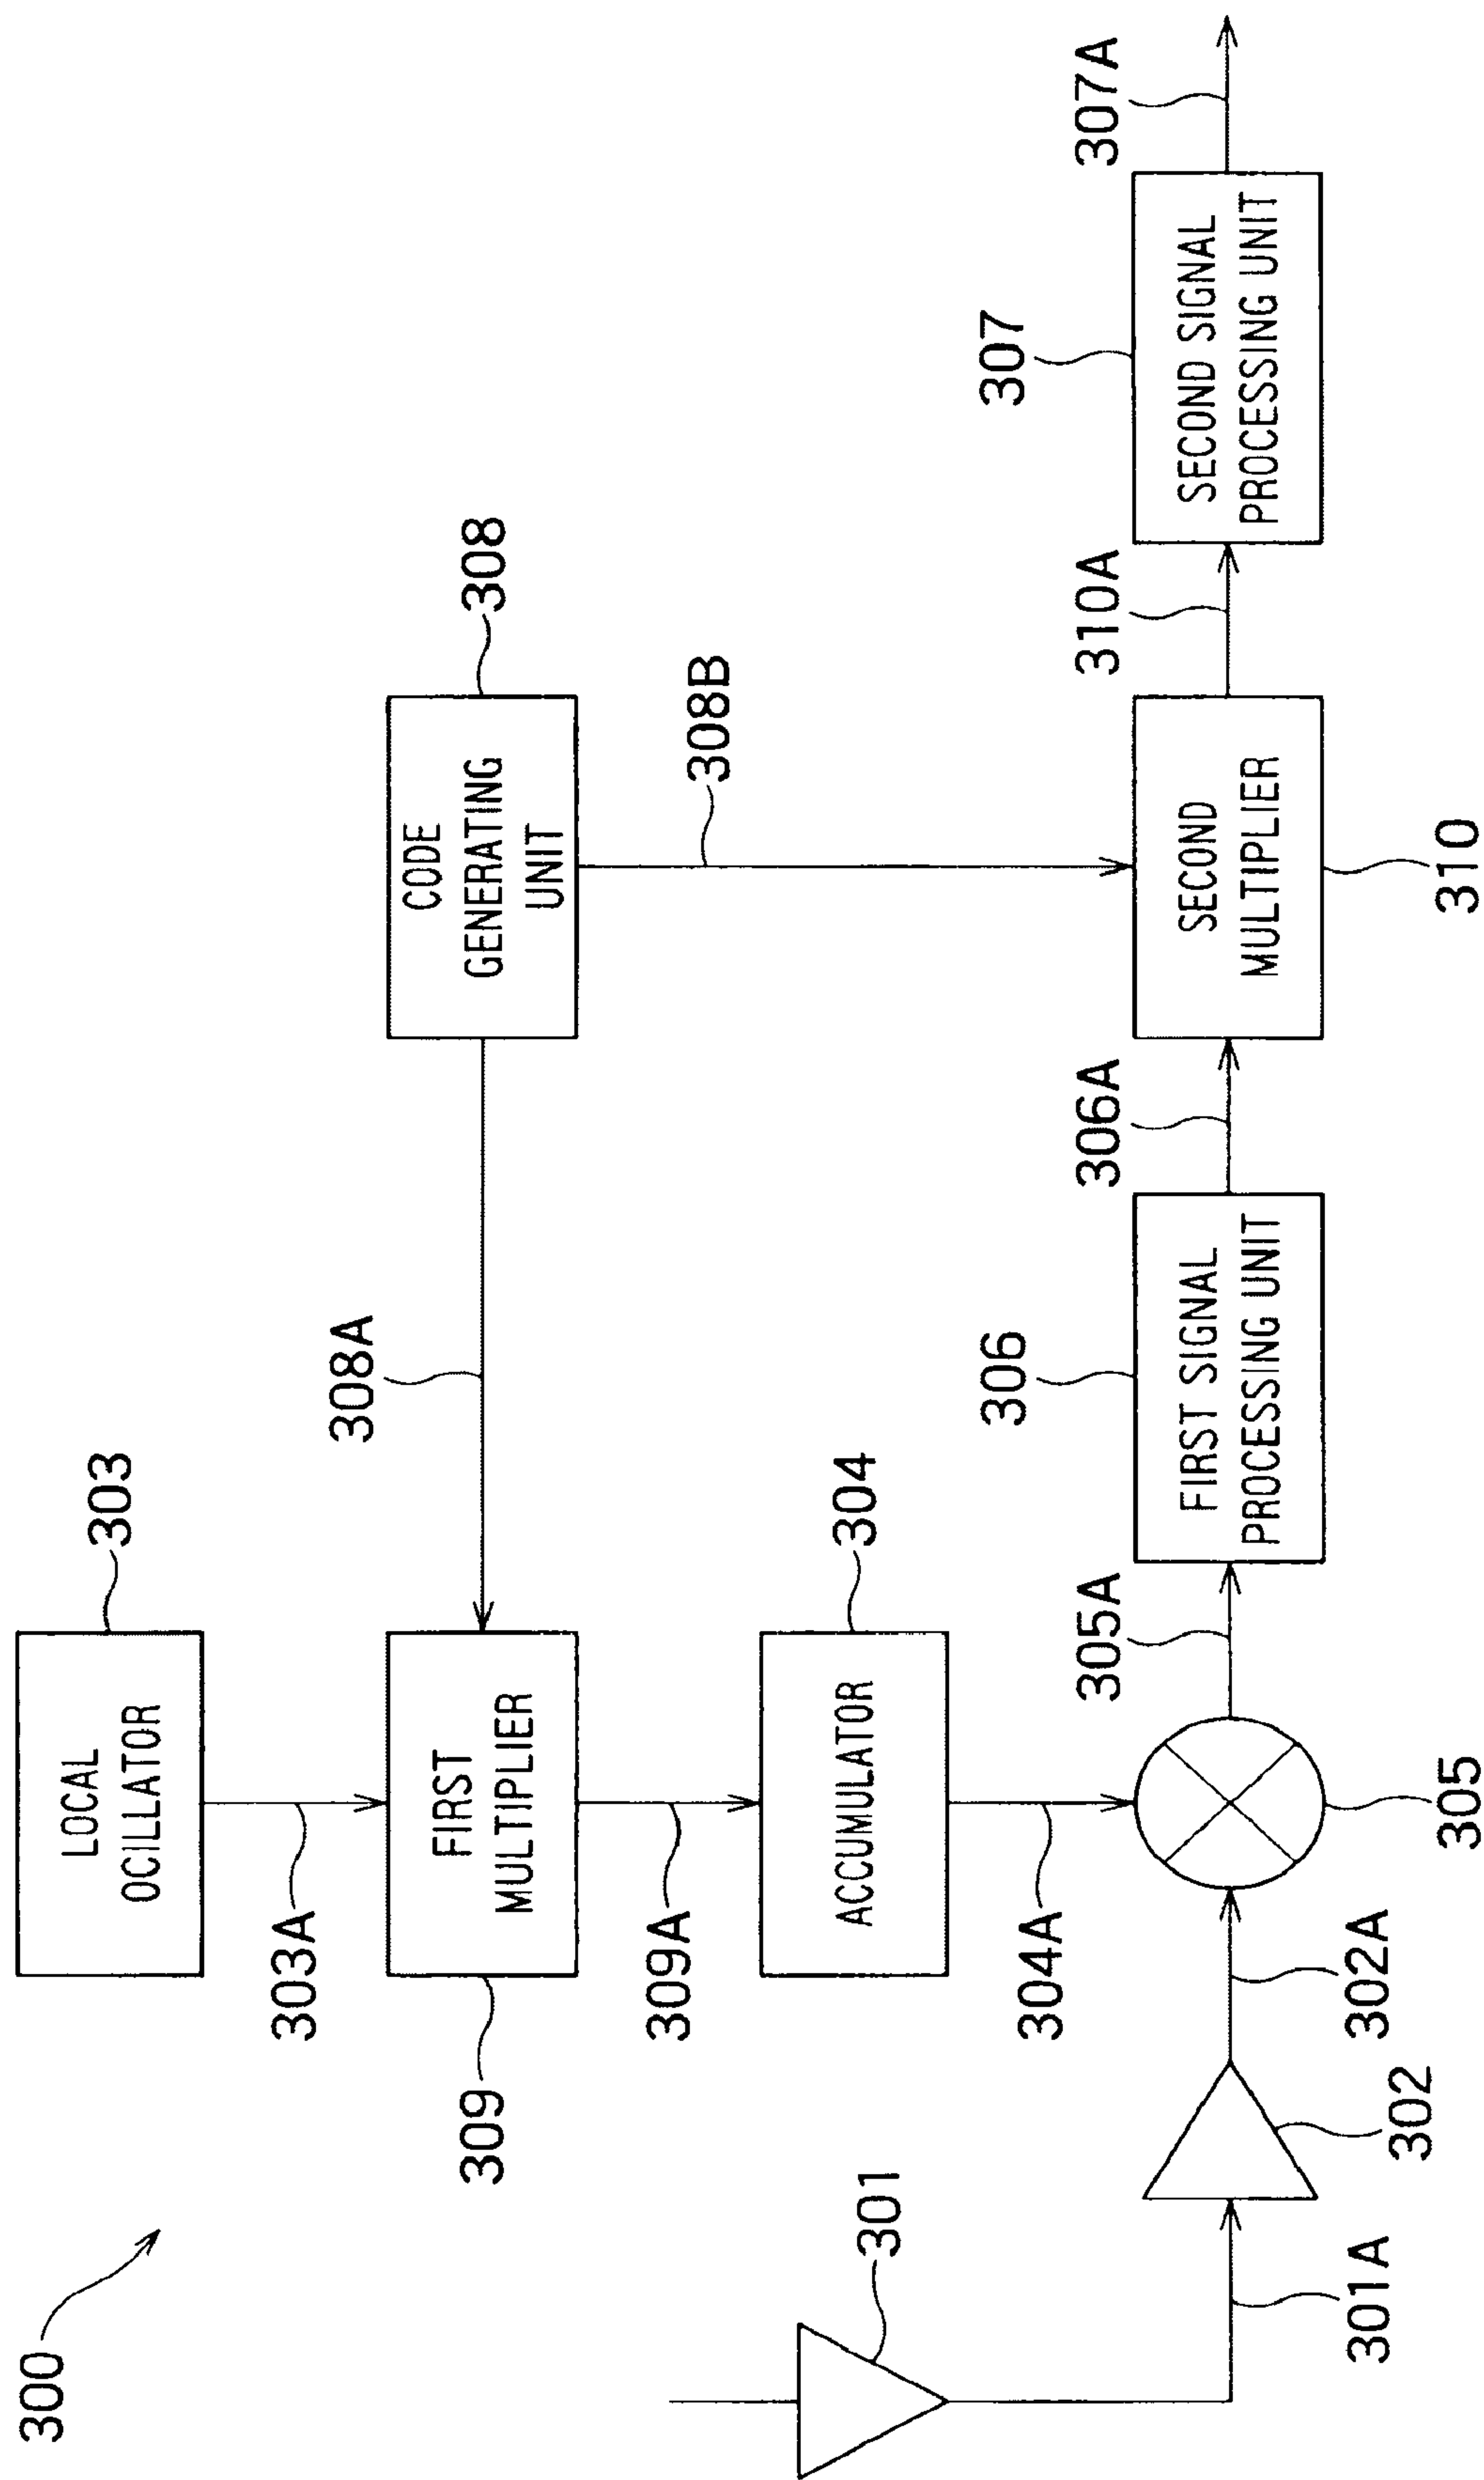 300
LOCAL
OCILLATOR
303
303A
309
FIRST
MULTIPLIER
308A
CODE
GENERATING
UNIT
308
309A
308B
ACCUMULATOR
304
304A
301
301A
302
302A
305
305A
FIRST SIGNAL
PROCESSING UNIT
306
306A
SECOND
MULTIPLIER
310
310A
SECOND SIGNAL
PROCESSING UNIT
307
307A